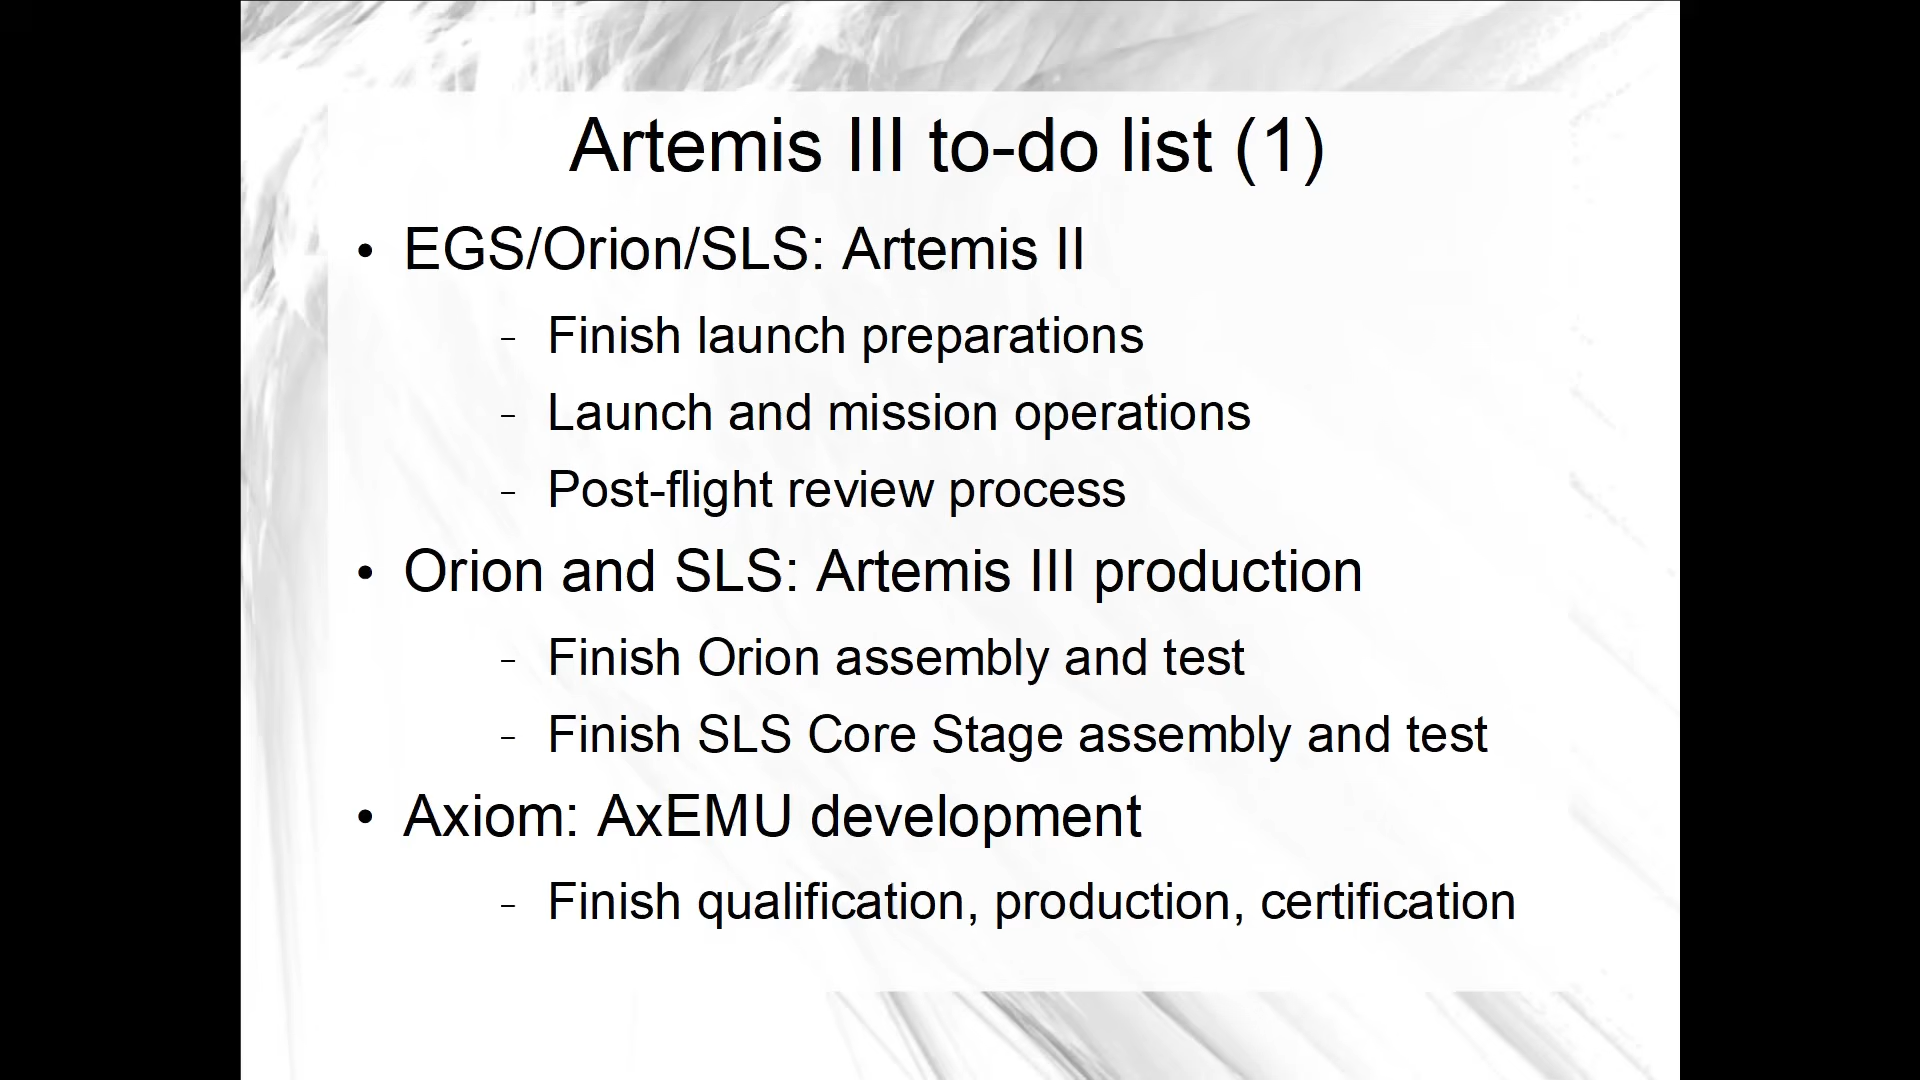 Artemis III to-do list (1)
• EGS/Orion/SLS: Artemis II
– Finish launch preparations
– Launch and mission operations
– Post-flight review process
• Orion and SLS: Artemis III production
– Finish Orion assembly and test
– Finish SLS Core Stage assembly and test
• Axiom: AxEMU development
– Finish qualification, production, certification